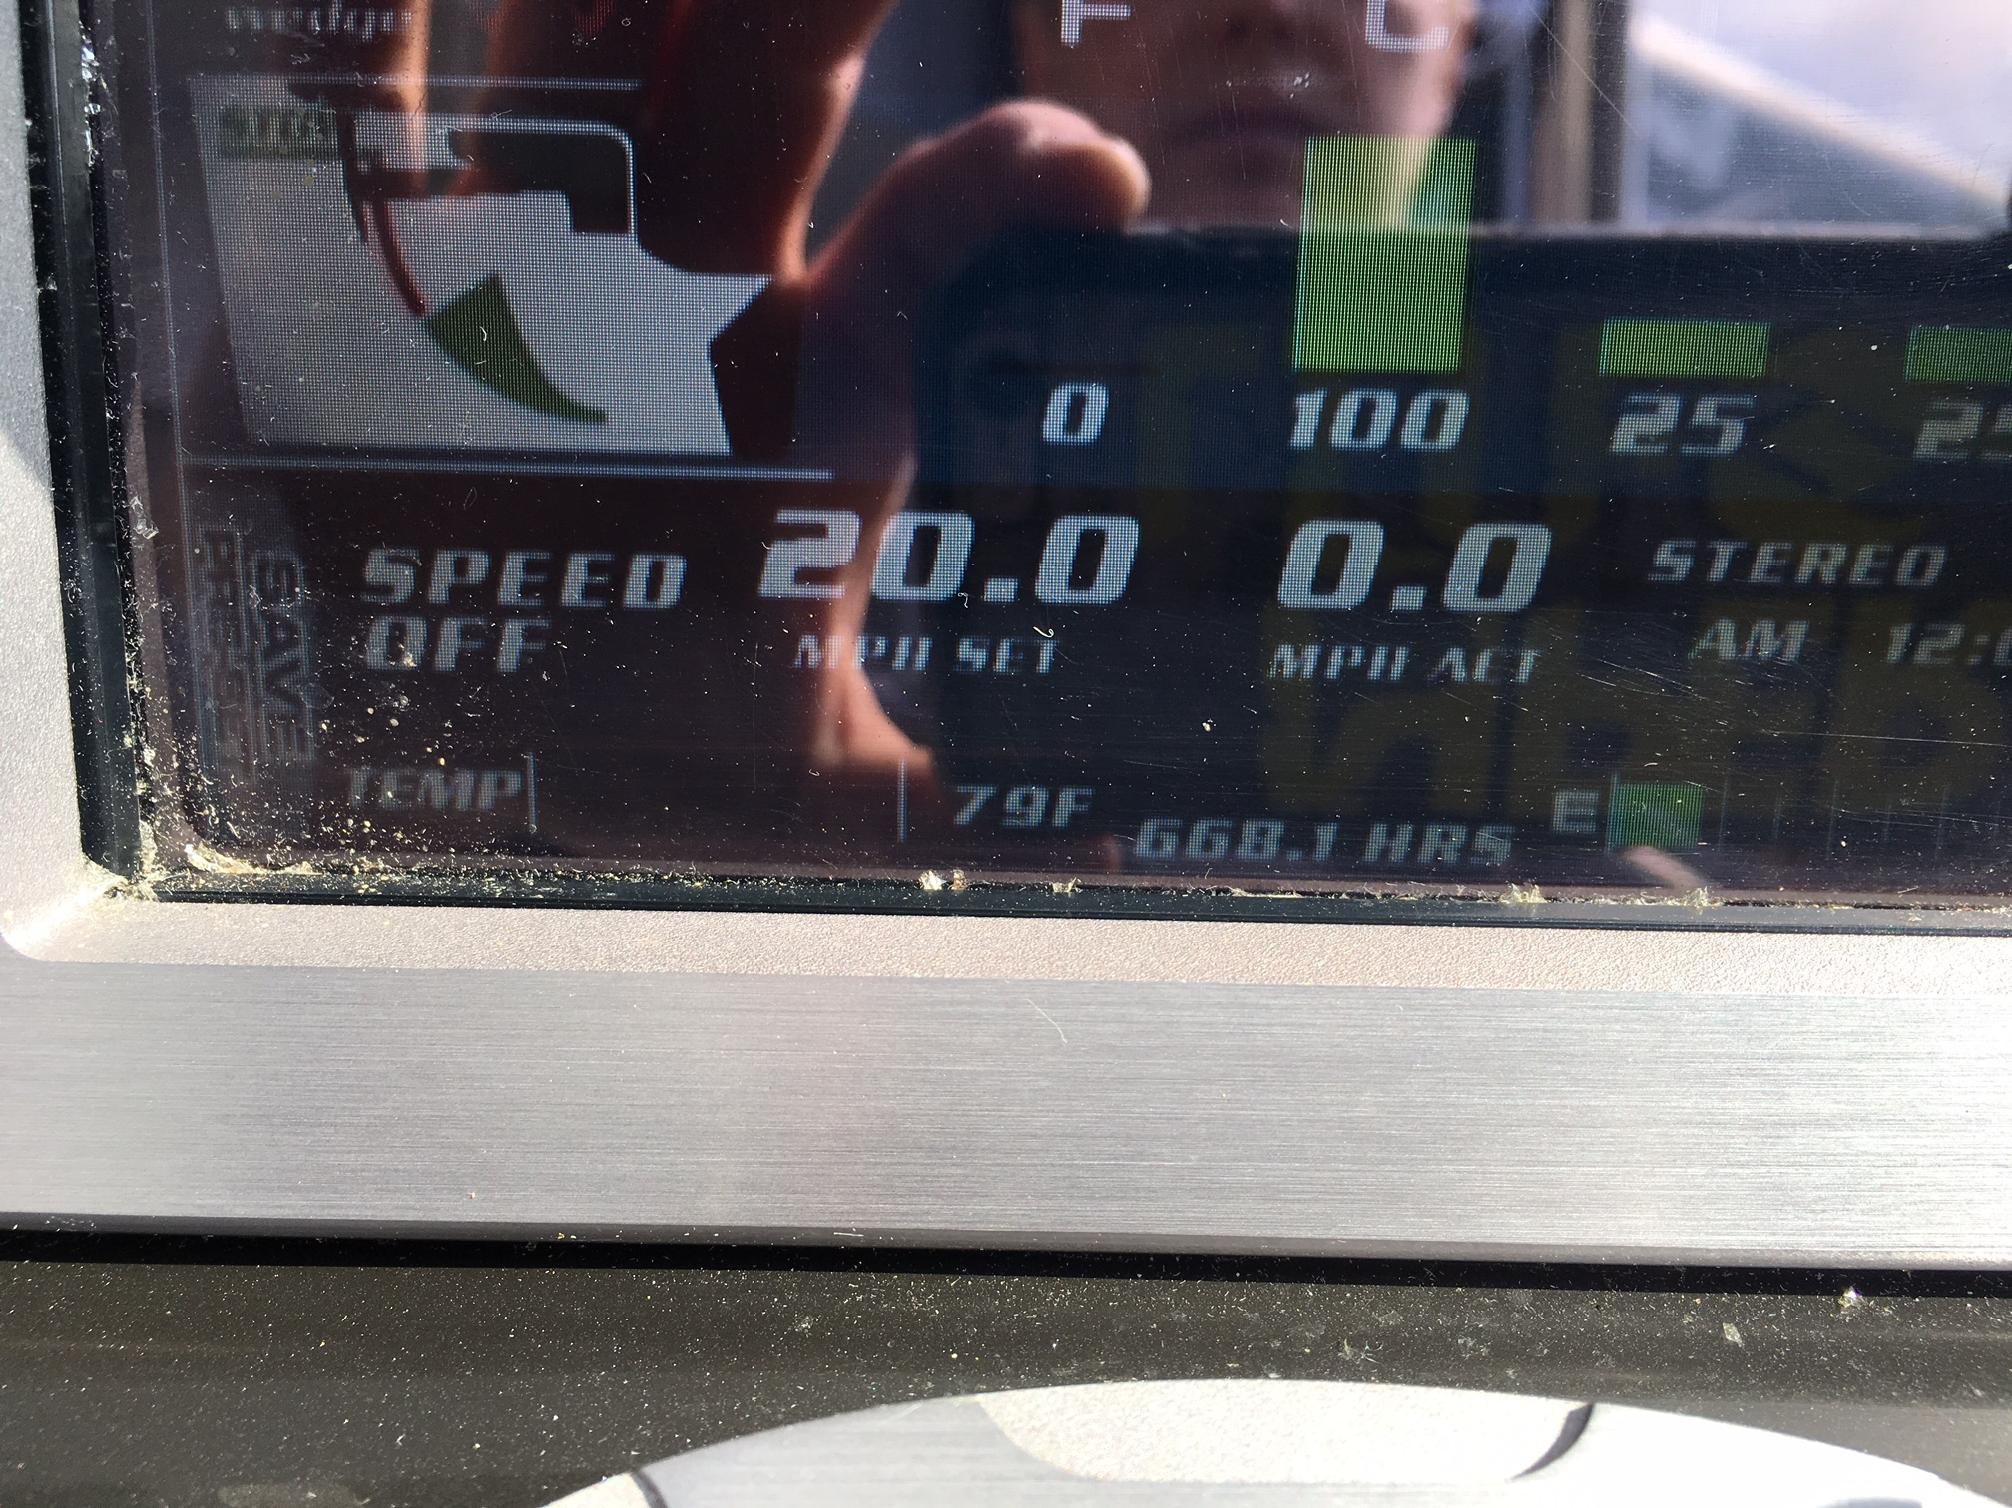 0 100 25
SPEED 20.0 0.0 STEREO
OFF MPH SET MPH ACT AM
SAVE
TEMP 79F 668.1 HRS E